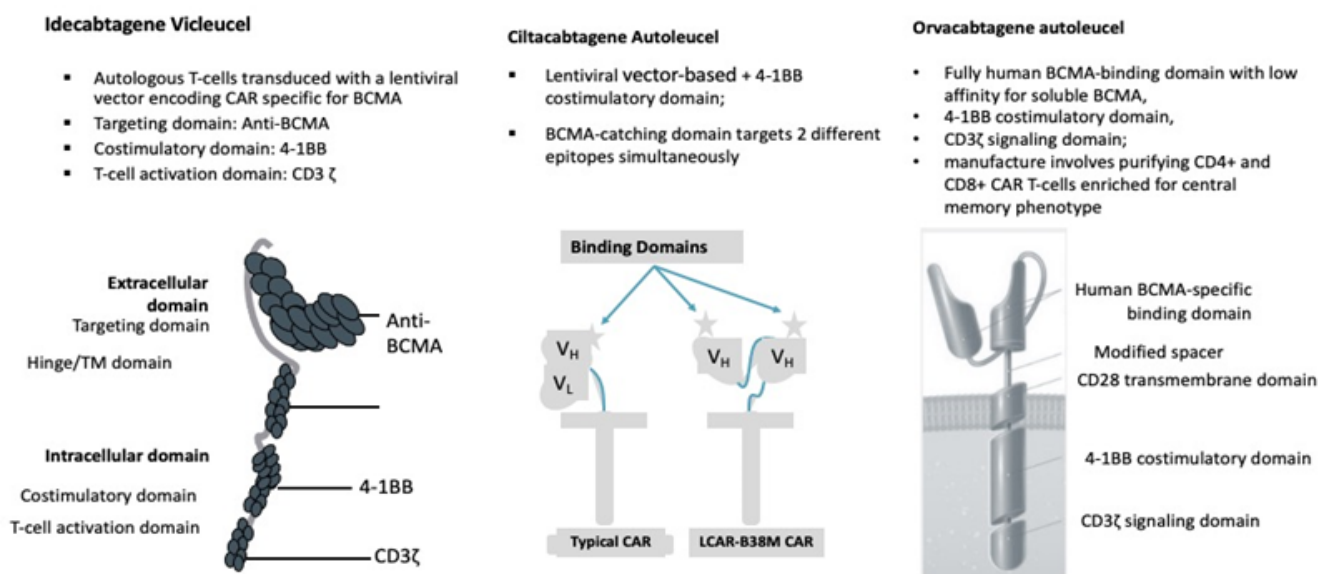 Idecabtagene Vicleucel
▪ Autologous T-cells transduced with a lentiviral
vector encoding CAR specific for BCMA
▪ Targeting domain: Anti-BCMA
▪ Costimulatory domain: 4-1BB
▪ T-cell activation domain: CD3 ζ
Extracellular
domain
Targeting domain
Hinge/TM domain
Anti-
BCMA
Intracellular domain
Costimulatory domain
T-cell activation domain
4-1BB
CD3ζ
Ciltacabtagene Autoleucel
▪ Lentiviral vector-based + 4-1BB
costimulatory domain;
▪ BCMA-catching domain targets 2 different
epitopes simultaneously
Binding Domains
VH
VL
VH
VH
Typical CAR
LCAR-B38M CAR
Orvacabtagene autoleucel
• Fully human BCMA-binding domain with low
affinity for soluble BCMA,
• 4-1BB costimulatory domain,
• CD3ζ signaling domain;
• manufacture involves purifying CD4+ and
CD8+ CAR T-cells enriched for central
memory phenotype
Human BCMA-specific
binding domain
Modified spacer
CD28 transmembrane domain
4-1BB costimulatory domain
CD3ζ signaling domain